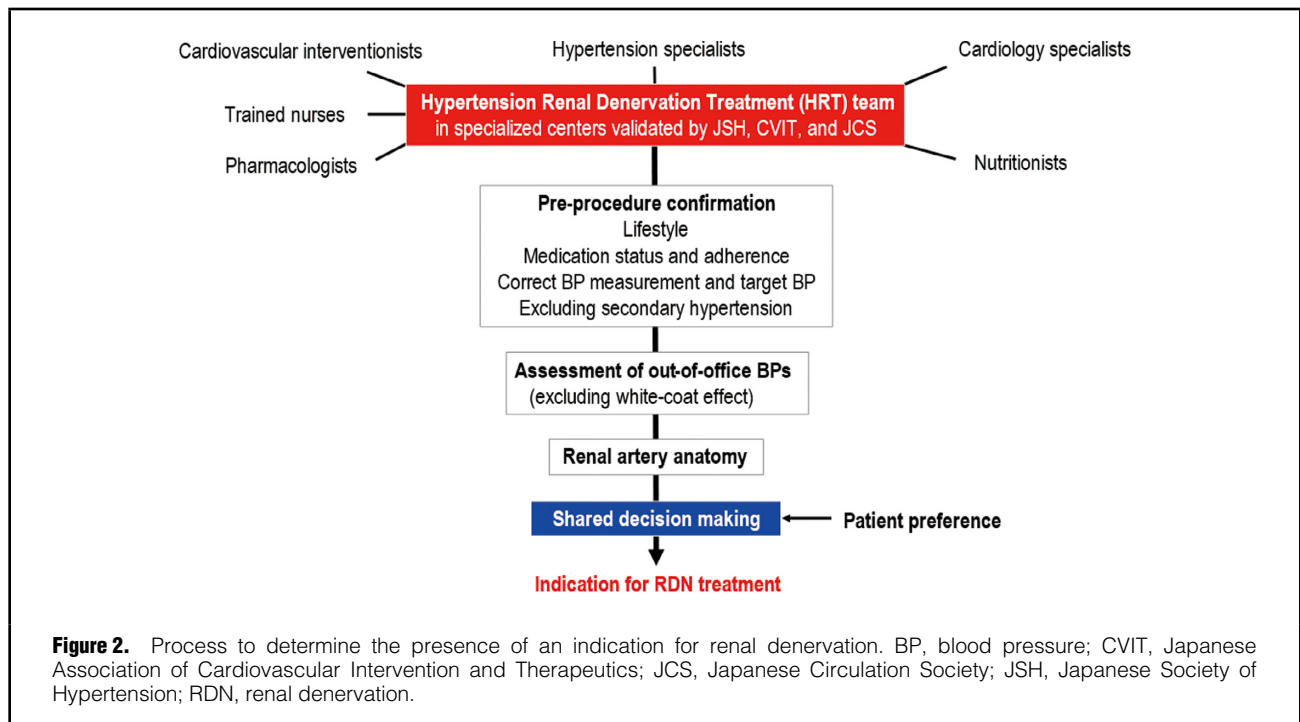 Cardiovascular interventionists
Hypertension specialists
Cardiology specialists
Hypertension Renal Denervation Treatment (HRT) team
in specialized centers validated by JSH, CVIT, and JCS
Trained nurses
Pharmacologists
Nutritionists
Pre-procedure confirmation
Lifestyle
Medication status and adherence
Correct BP measurement and target BP
Excluding secondary hypertension
Assessment of out-of-office BPs
(excluding white-coat effect)
Renal artery anatomy
Shared decision making
Patient preference
Indication for RDN treatment
Figure 2. Process to determine the presence of an indication for renal denervation. BP, blood pressure; CVIT, Japanese
Association of Cardiovascular Intervention and Therapeutics; JCS, Japanese Circulation Society; JSH, Japanese Society of
Hypertension; RDN, renal denervation.